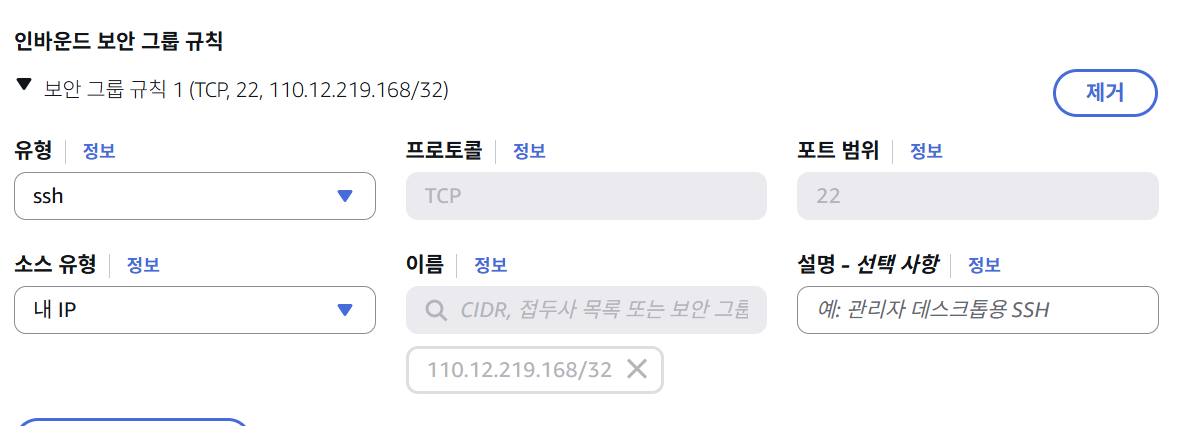 인바운드 보안 그룹 규칙
보안 그룹 규칙 1 (TCP, 22, 110.12.219.168/32)
제거
유형 정보 프로토콜 정보 포트 범위 정보
ssh TCP 22
소스 유형 정보 이름 정보 설명 - 선택 사항 정보
내 IP CIDR, 접두사 목록 또는 보안 그룹 예: 관리자 데스크톱용 SSH
110.12.219.168/32